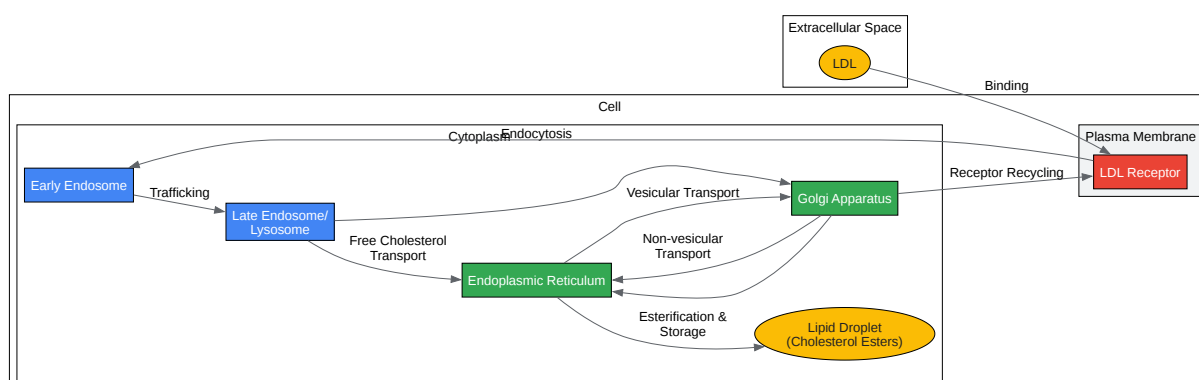 Extracellular Space
LDL
Binding
Cell
Cytoplasm
Endocytosis
Plasma Membrane
Early Endosome
Trafficking
Late Endosome/
Lysosome
Free Cholesterol
Transport
Vesicular Transport
Golgi Apparatus
Receptor Recycling
LDL Receptor
Non-vesicular
Transport
Endoplasmic Reticulum
Esterification &
Storage
Lipid Droplet
(Cholesterol Esters)